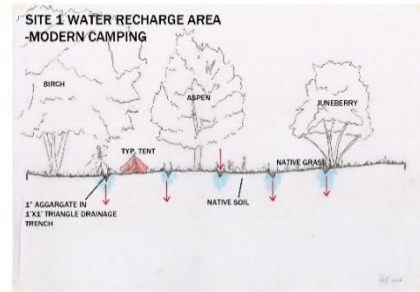 SITE 1 WATER RECHARGE AREA
-MODERN CAMPING
BIRCH
ASPEN
JUNEBERRY
TYP. TENT
NATIVE GRASS
1" AGGARGATE IN
1'X1' TRIANGLE DRAINAGE
TRENCH
NATIVE SOIL